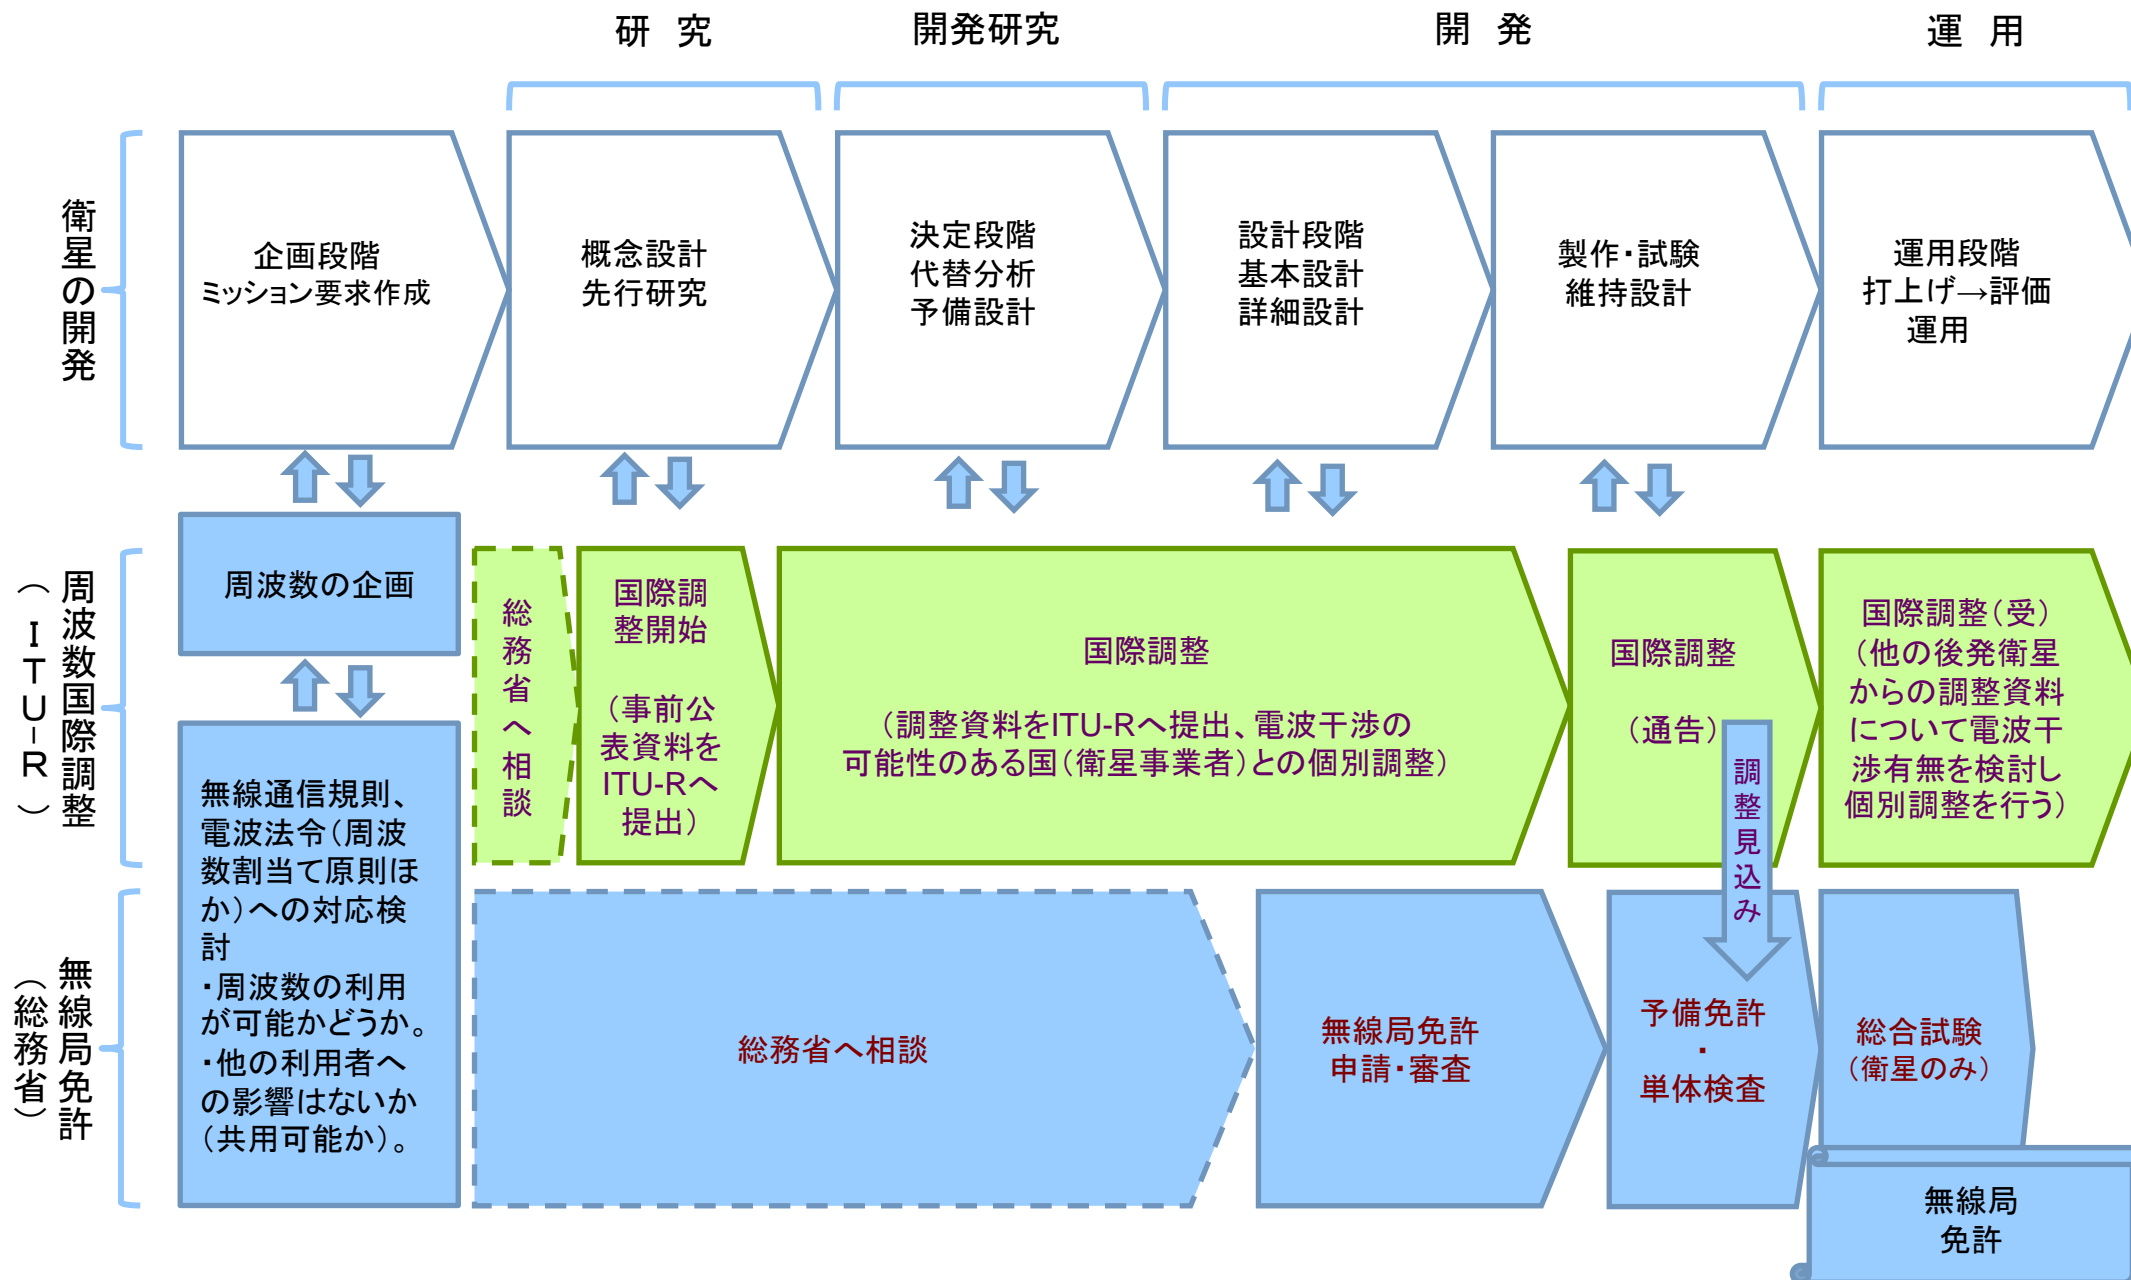 研 究
開発研究
開 発
運 用
衛星の開発
企画段階
ミッション要求作成
概念設計
先行研究
決定段階
代替分析
予備設計
設計段階
基本設計
詳細設計
製作・試験
維持設計
運用段階
打上げ→評価
運用
周波数国際調整
（ITU-R）
周波数の企画
無線通信規則、
電波法令（周波
数割当て原則ほ
か）への対応検
討
・周波数の利用
が可能かどうか。
・他の利用者へ
の影響はないか
（共用可能か）。
総務省へ相談
国際調
整開始
（事前公
表資料を
ITU-Rへ
提出）
国際調整
（調整資料をITU-Rへ提出、電波干渉の
可能性のある国（衛星事業者）との個別調整）
国際調整
（通告）
調整見込み
国際調整（受）
（他の後発衛星
からの調整資料
について電波干
渉有無を検討し
個別調整を行う）
無線局免許
（総務省）
総務省へ相談
無線局免許
申請・審査
予備免許
・
単体検査
総合試験
（衛星のみ）
無線局
免許